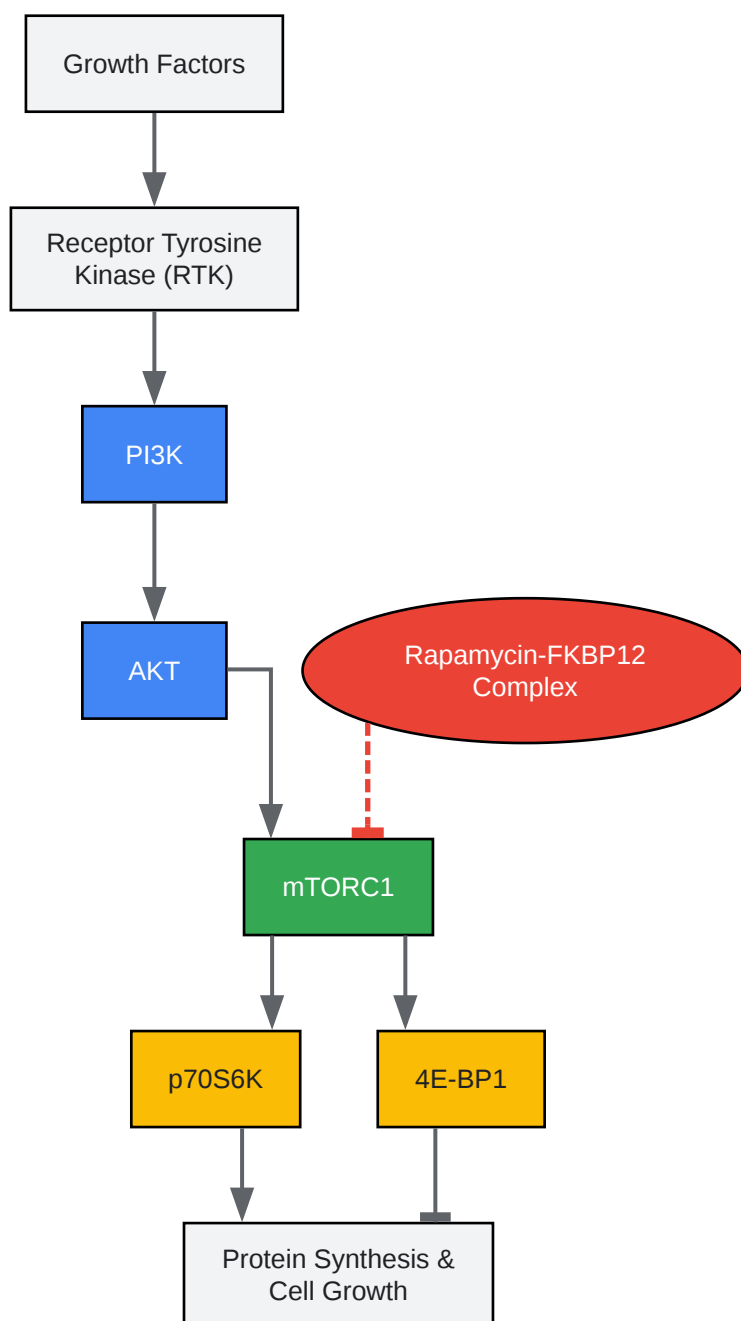 Growth Factors
Receptor Tyrosine
Kinase (RTK)
PI3K
AKT
Rapamycin-FKBP12
Complex
mTORC1
p70S6K
4E-BP1
Protein Synthesis &
Cell Growth